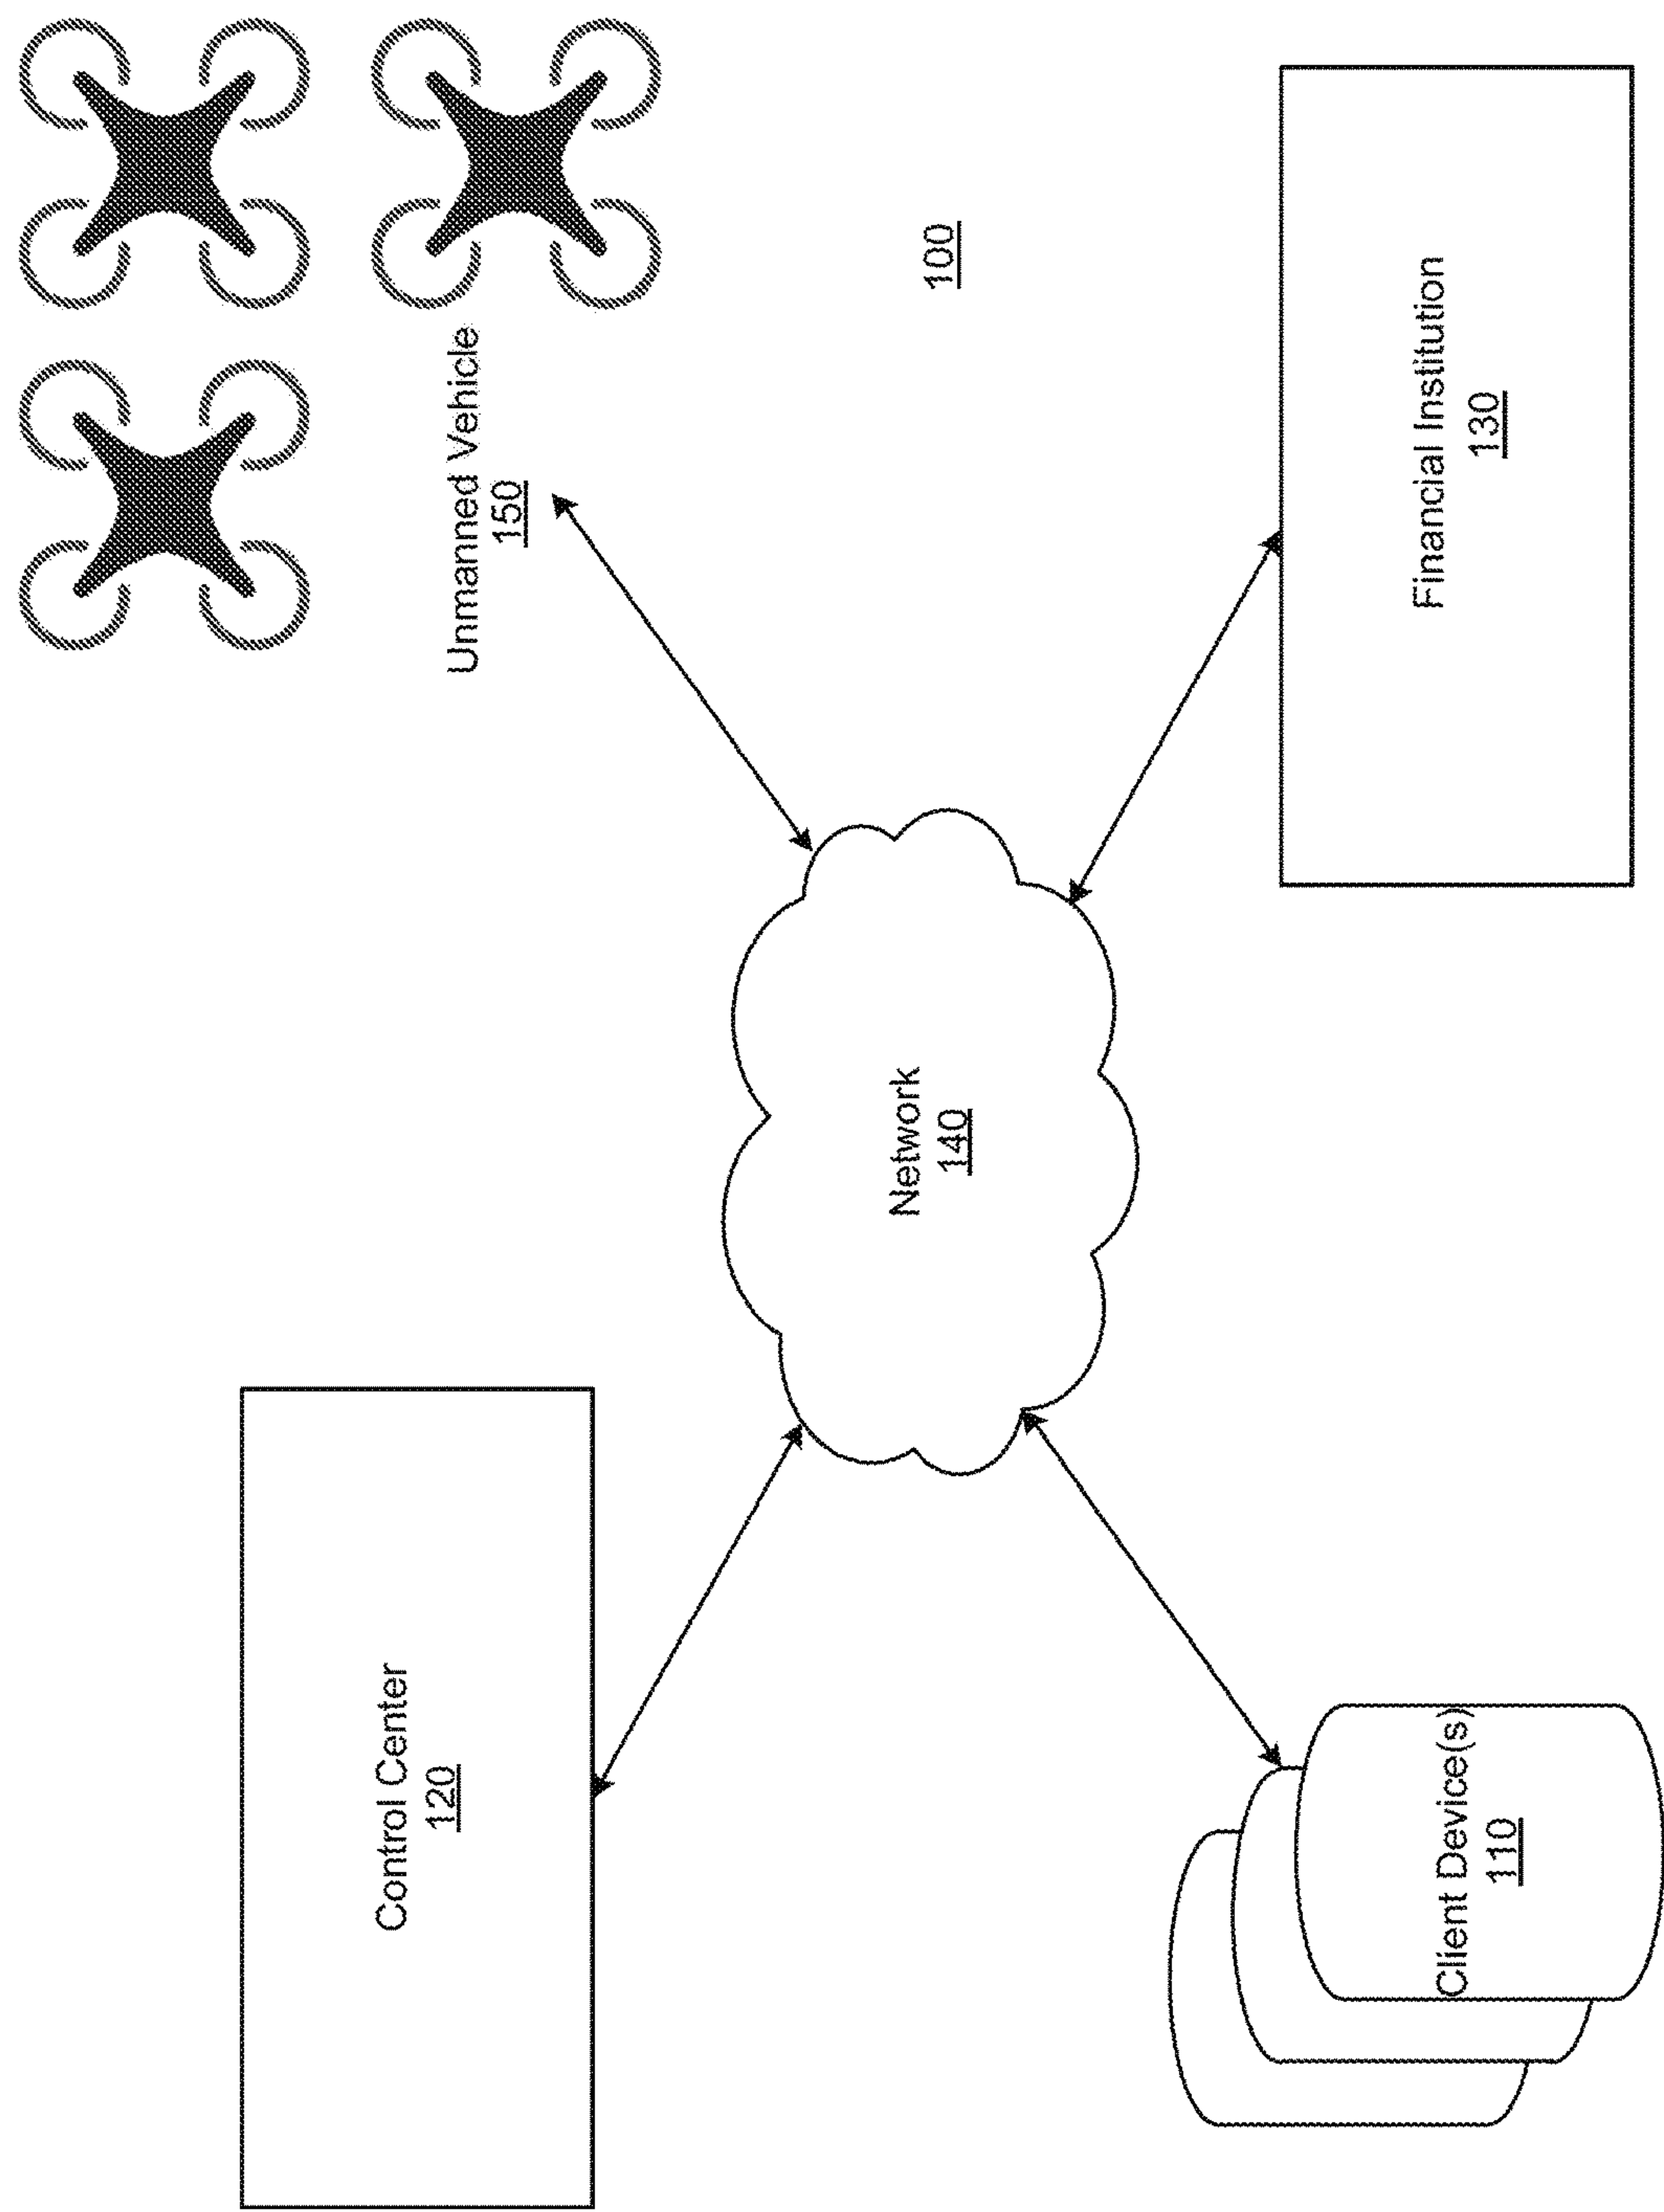 Control Center
120
Unmanned Vehicle
150
Network
140
100
Client Device(s)
110
Financial Institution
130